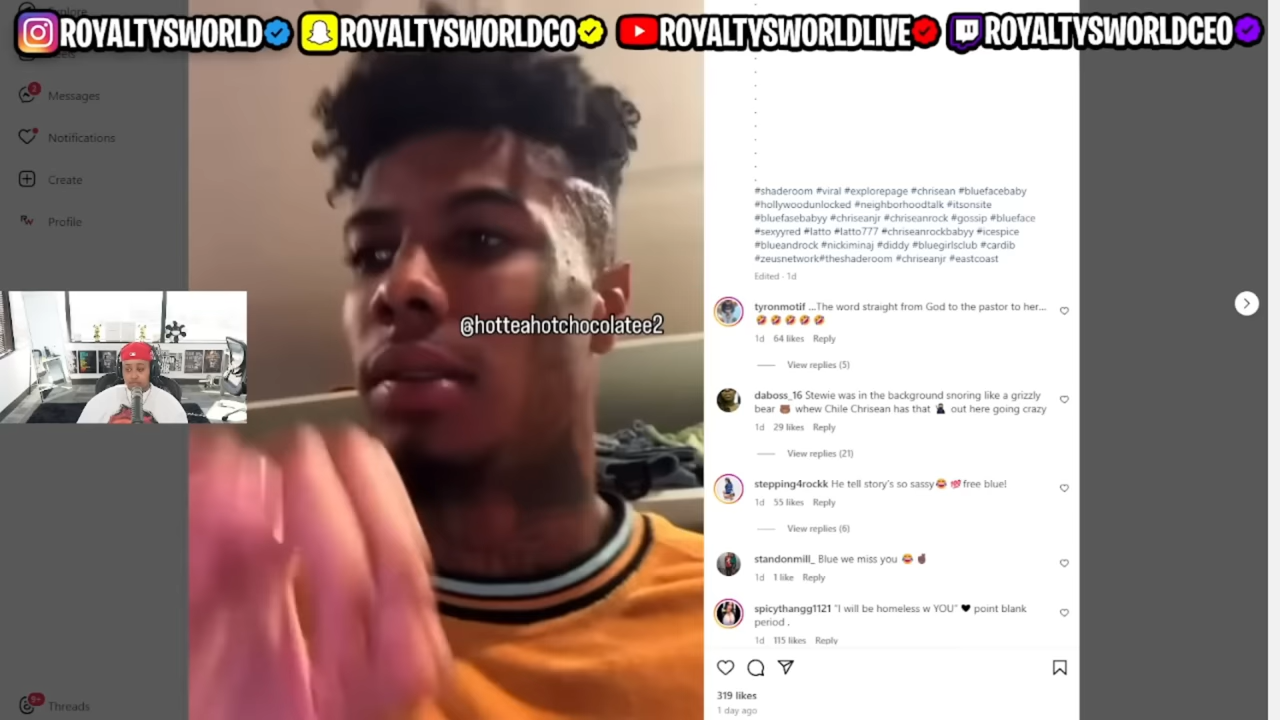 ROYALTYSWORLD ROYALTYSWORLDCO ROYALTYSWORLDLIVE ROYALTYSWORLDCEO
Explore
Reels
2
Messages
Notifications
Create
RW Profile
9+
Threads
@hotteahotchocolatee2
.
.
.
.
.
.
.
.
.
#shaderoom #viral #explorepage #chrisean #bluefacebaby
#hollywoodunlocked #neighborhoodtalk #itsonsite
#bluefasebabyy #chriseanjr #chriseanrock #gossip #blueface
#sexyyred #latto #latto777 #chriseanrockbabyy #icespice
#blueandrock #nickiminaj #diddy #bluegirlsclub #cardib
#zeusnetwork#theshaderoom #chriseanjr #eastcoast
Edited · 1d
tyronmotif ...The word straight from God to the pastor to her...
🤣🤣🤣🤣🤣
1d 64 likes Reply
View replies (5)
daboss_16 Stewie was in the background snoring like a grizzly
bear 🐻 whew Chile Chrisean has that 🥷🏿 out here going crazy
1d 29 likes Reply
View replies (21)
stepping4rockk He tell story's so sassy😂 💯free blue!
1d 55 likes Reply
View replies (6)
standonmill_ Blue we miss you 😂
1d 1 like Reply
spicythangg1121 "I will be homeless w YOU" 🖤 point blank
period .
1d 115 likes Reply
319 likes
1 day ago